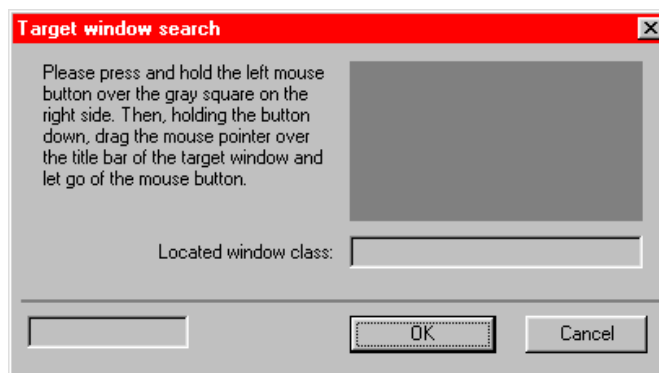 Target window search
Please press and hold the left mouse
button over the gray square on the
right side. Then, holding the button
down, drag the mouse pointer over
the title bar of the target window and
let go of the mouse button.
Located window class:
OK
Cancel